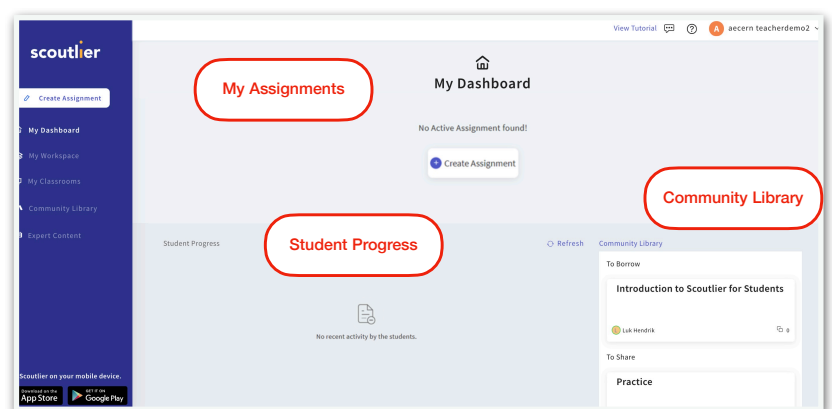 scoutlier
View Tutorial
A aecern teacherdemo2
Create Assignment
My Dashboard
My Workspace
My Classrooms
Community Library
Expert Content
Scoutlier on your mobile device.
Download on the
App Store
GET IT ON
Google Play
My Assignments
My Dashboard
No Active Assignment found!
Create Assignment
Community Library
Student Progress
Student Progress
Refresh
No recent activity by the students.
Community Library
To Borrow
Introduction to Scoutlier for Students
Luk Hendrik
0
To Share
Practice